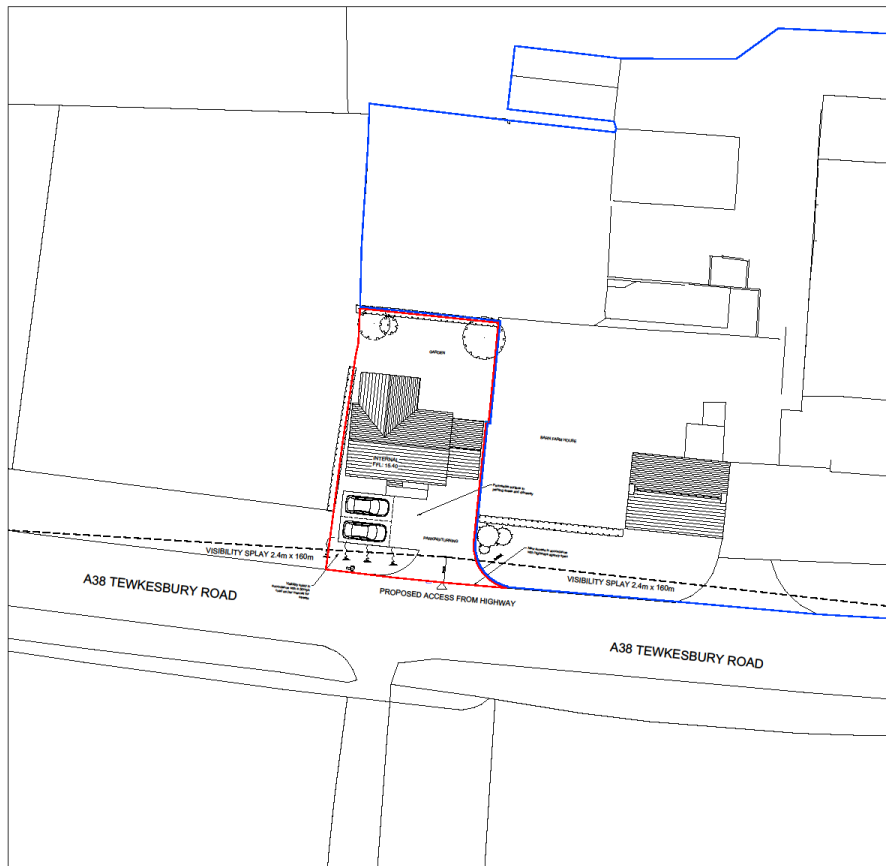 GARDEN
BARN FARM HOUSE
INTERNAL
FFL: 15.40
PARKING/TURNING
VISIBILITY SPLAY 2.4m x 160m
VISIBILITY SPLAY 2.4m x 160m
A38 TEWKESBURY ROAD
PROPOSED ACCESS FROM HIGHWAY
A38 TEWKESBURY ROAD